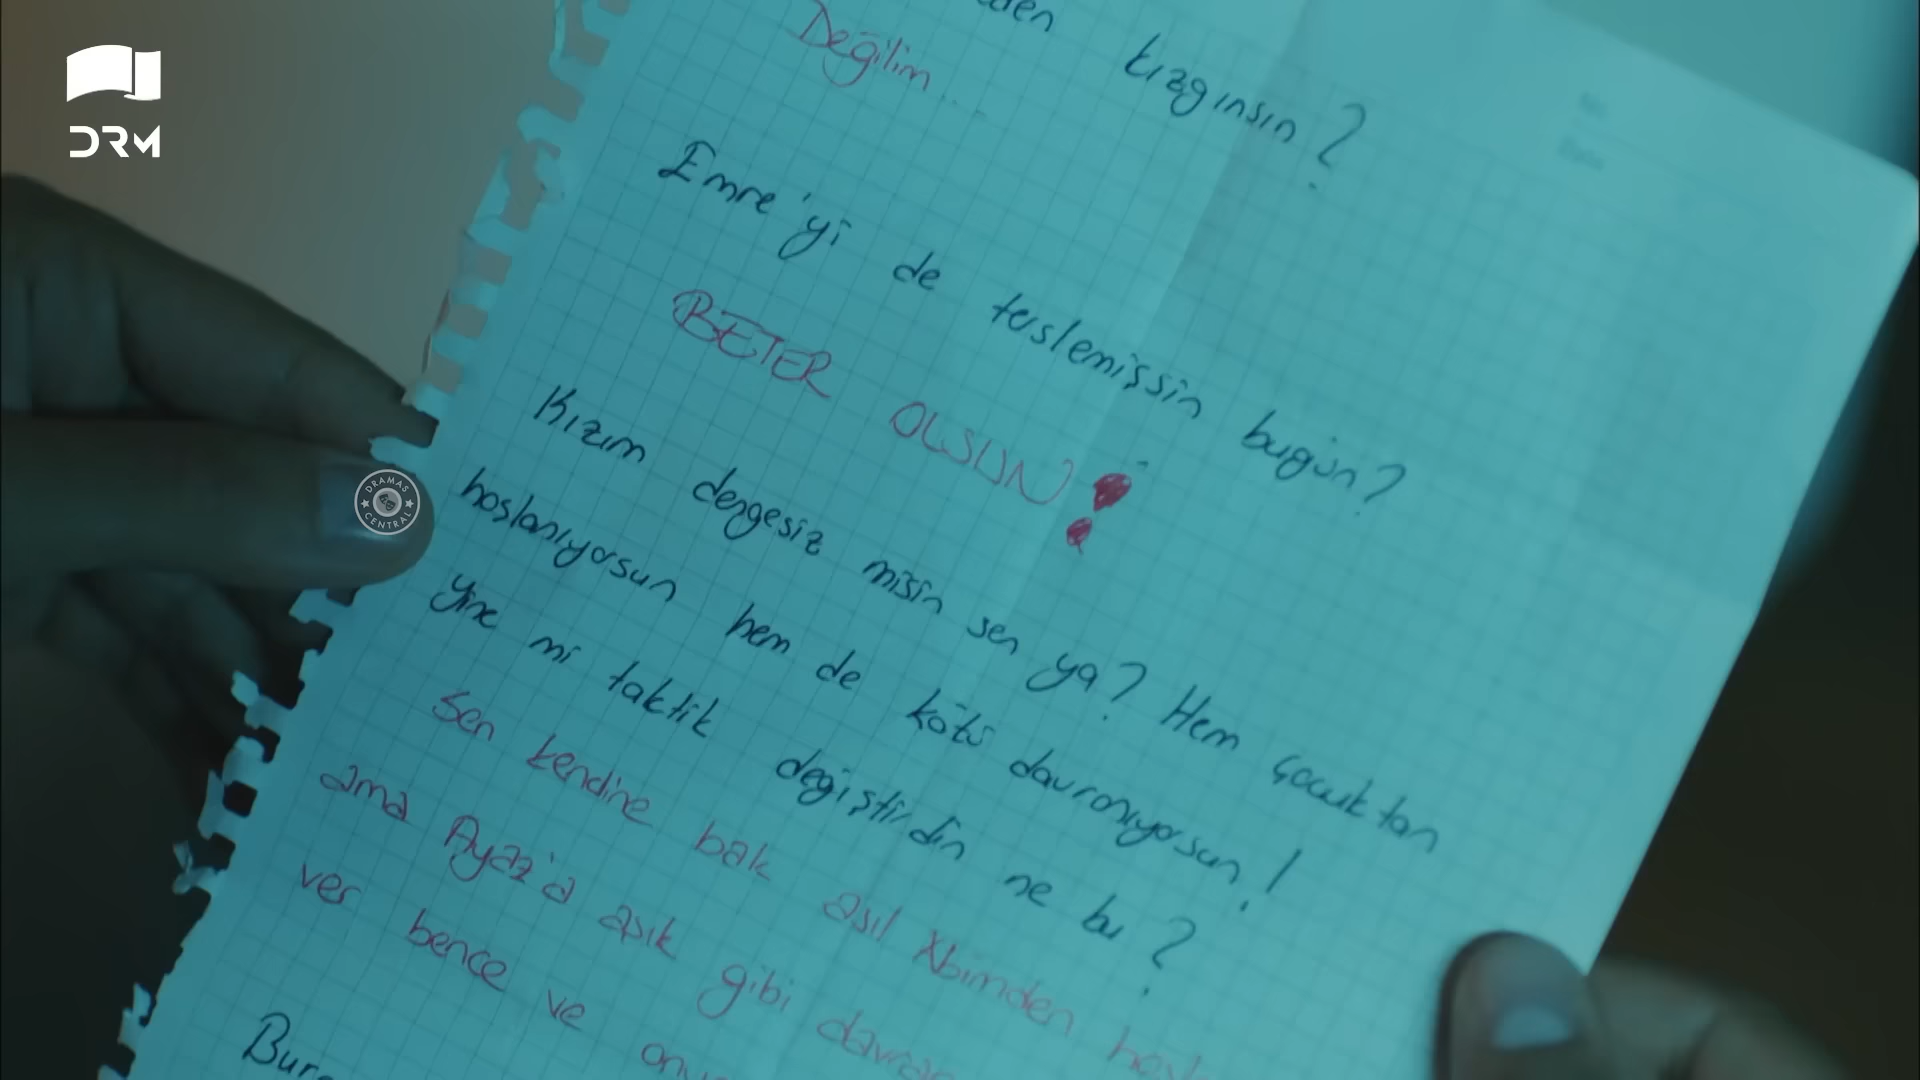 DRM
kızgınsın?
Değilim...
Emre'yi de terslemişsin bugün?
BETER OLSUN!
DRAMAS CENTRAL
Kızım dengesiz misin sen ya? Hem çocuktan
hoşlanıyorsun hem de kötü davranıyorsun!
Yine mi taktik değiştirdin ne bu?
Sen kendine bak asıl Abimden
ama Ayaz'a aşık gibi
ver bence ve